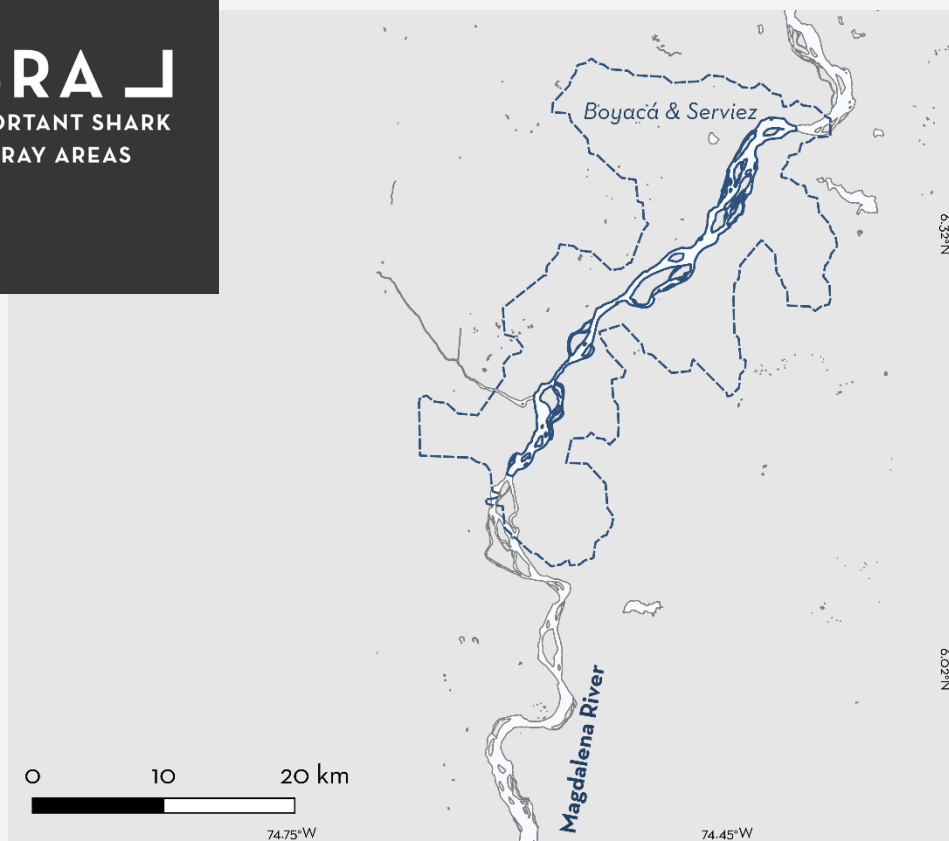 RA
SHARK
RAY AREAS
Boyacá & Serviez
6.32°N
6.02°N
Magdalena River
0 10 20 km
74.75°W 74.45°W